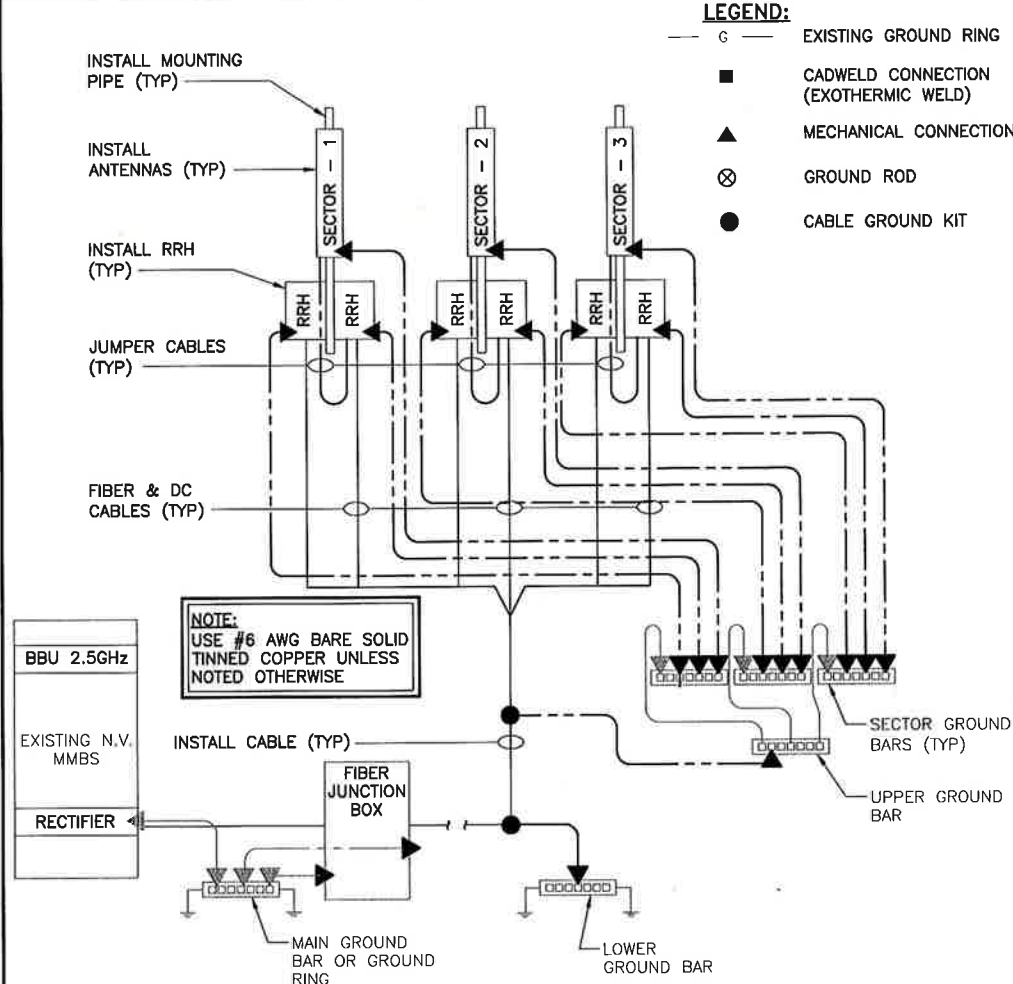 LEGEND:
G EXISTING GROUND RING
CADWELD CONNECTION
(EXOTHERMIC WELD)
MECHANICAL CONNECTION
GROUND ROD
CABLE GROUND KIT
INSTALL MOUNTING
PIPE (TYP)
INSTALL
ANTENNAS (TYP)
INSTALL RRH
(TYP)
JUMPER CABLES
(TYP)
FIBER & DC
CABLES (TYP)
SECTOR - 1
SECTOR - 2
SECTOR - 3
RRH
RRH
RRH
RRH
RRH
RRH
NOTE:
USE #6 AWG BARE SOLID
TINNED COPPER UNLESS
NOTED OTHERWISE
BBU 2.5GHz
EXISTING N.V.
MMBS
RECTIFIER
INSTALL CABLE (TYP)
FIBER
JUNCTION
BOX
SECTOR GROUND
BARS (TYP)
UPPER GROUND
BAR
MAIN GROUND
BAR OR GROUND
RING
LOWER
GROUND BAR